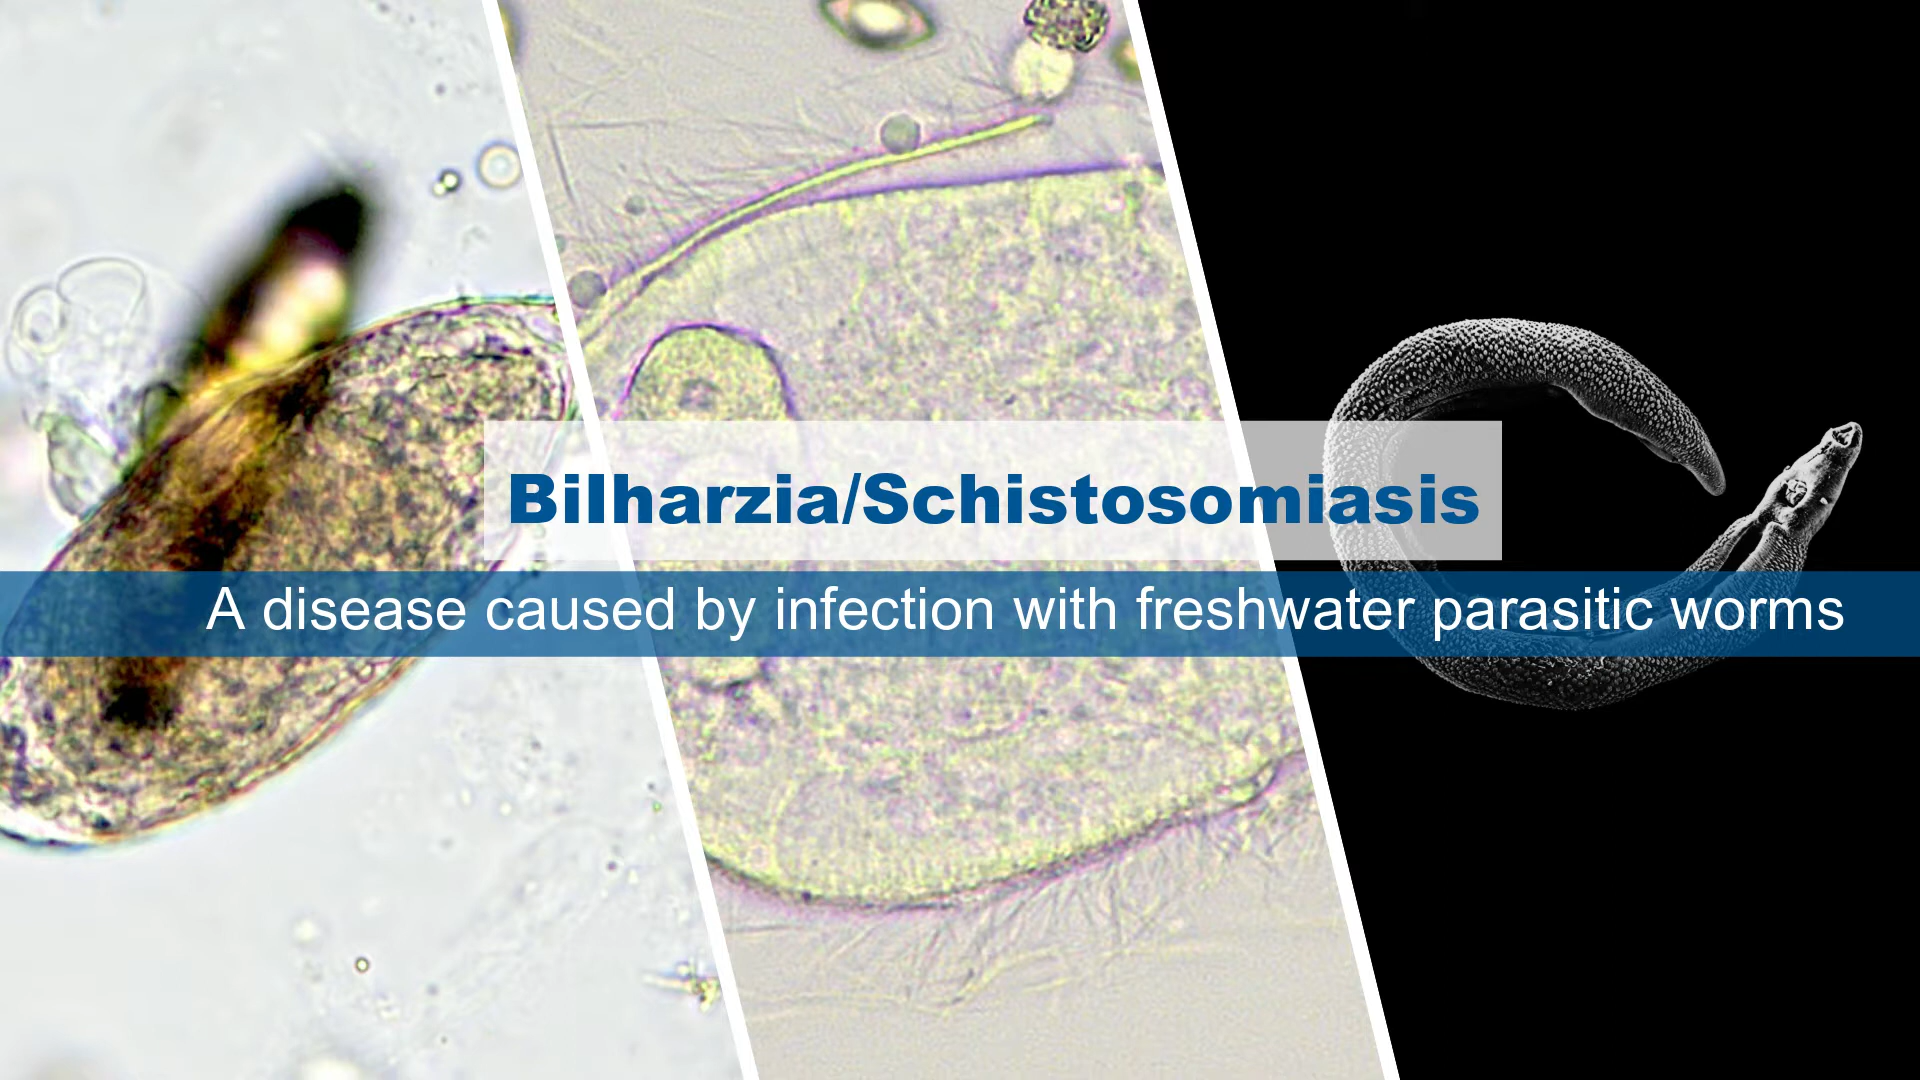 Bilharzia/Schistosomiasis
A disease caused by infection with freshwater parasitic worms